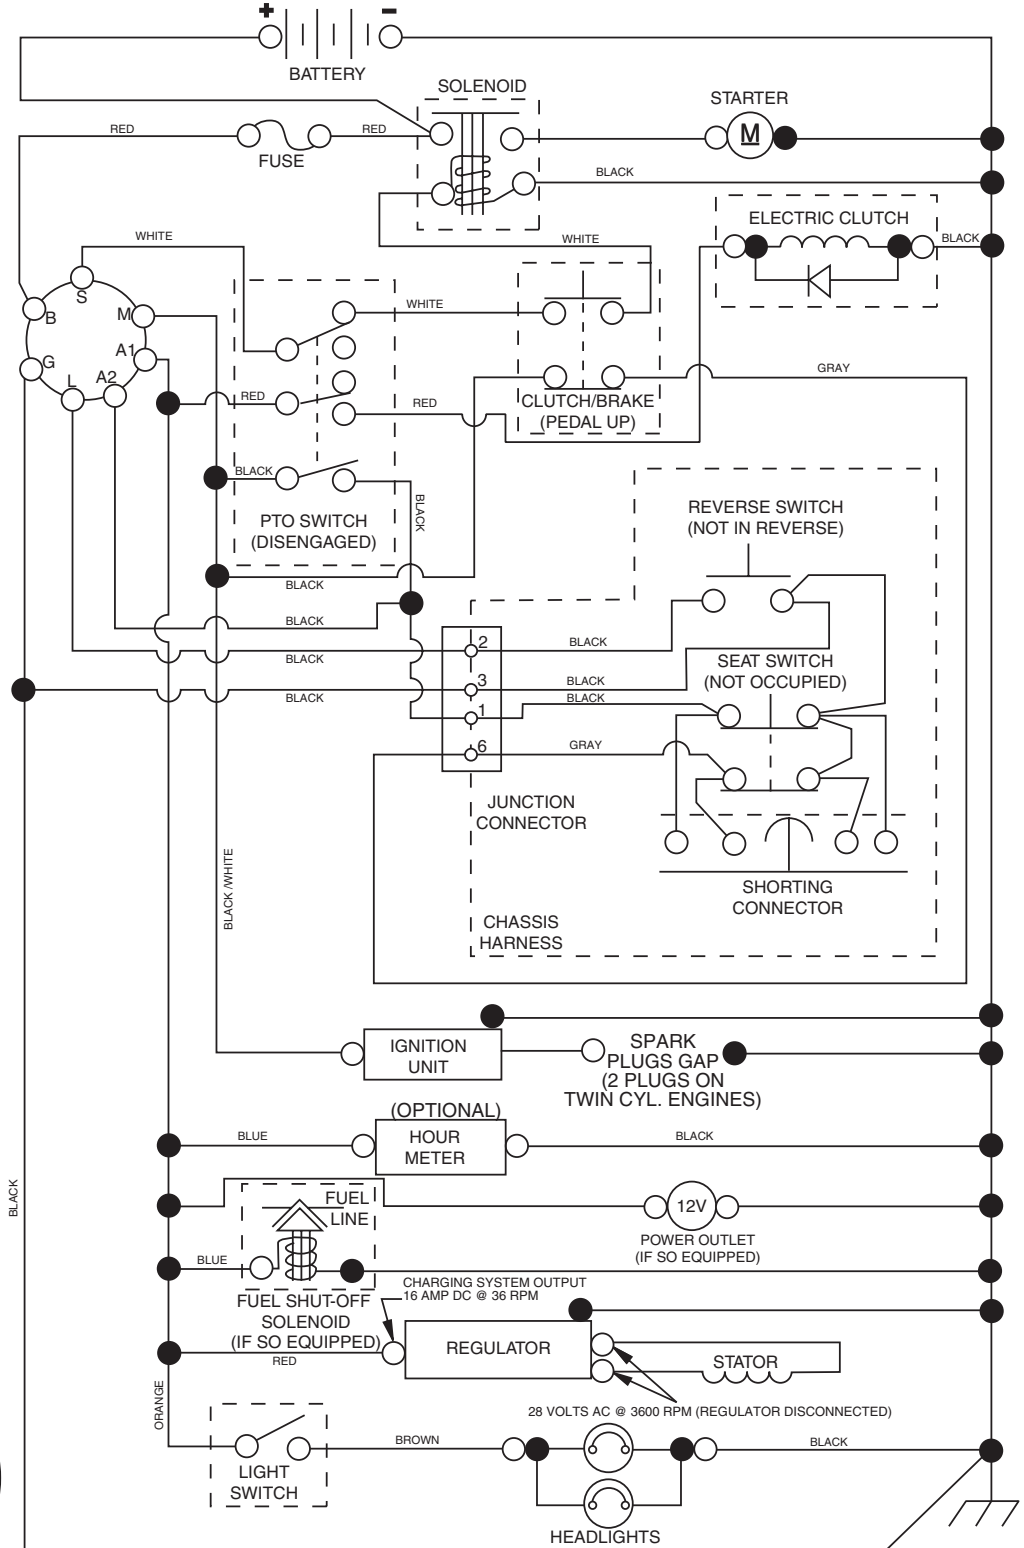 + -
BATTERY
SOLENOID
STARTER
RED
RED
FUSE
M
BLACK
WHITE
WHITE
ELECTRIC CLUTCH
BLACK
S
B
M
WHITE
A1
G
GRAY
L
A2
RED
RED
CLUTCH/BRAKE
(PEDAL UP)
BLACK
BLACK
PTO SWITCH
(DISENGAGED)
REVERSE SWITCH
(NOT IN REVERSE)
BLACK
BLACK
2
BLACK
BLACK
SEAT SWITCH
(NOT OCCUPIED)
3
BLACK
BLACK
BLACK
1
6
GRAY
JUNCTION
CONNECTOR
BLACK /WHITE
SHORTING
CONNECTOR
CHASSIS
HARNESS
IGNITION
UNIT
SPARK
PLUGS GAP
(2 PLUGS ON
TWIN CYL. ENGINES)
(OPTIONAL)
HOUR
METER
BLUE
BLACK
BLACK
FUEL
LINE
12V
POWER OUTLET
(IF SO EQUIPPED)
BLUE
CHARGING SYSTEM OUTPUT
16 AMP DC @ 36 RPM
FUEL SHUT-OFF
SOLENOID
(IF SO EQUIPPED)
REGULATOR
RED
STATOR
ORANGE
28 VOLTS AC @ 3600 RPM (REGULATOR DISCONNECTED)
BROWN
BLACK
LIGHT
SWITCH
HEADLIGHTS